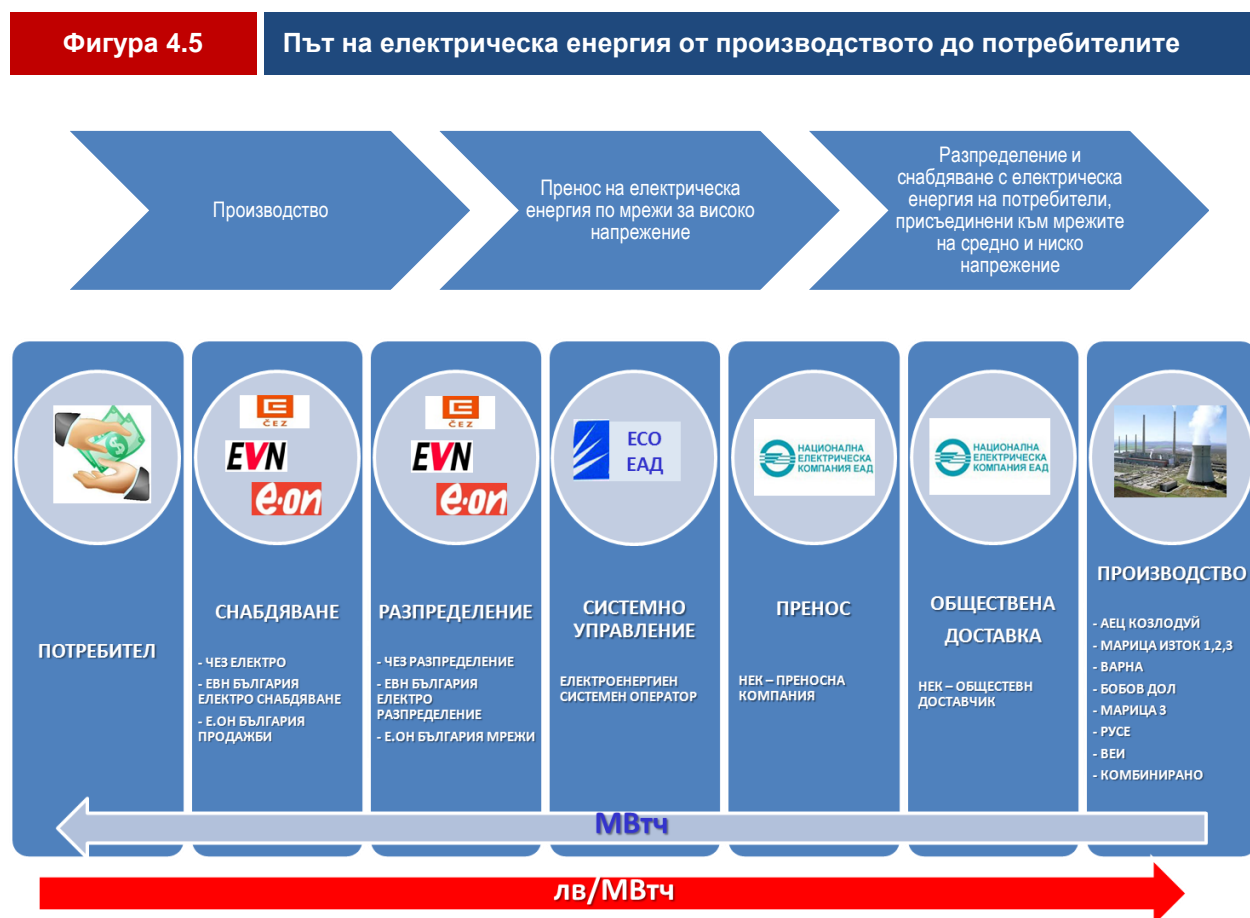 Фигура 4.5
Път на електрическа енергия от производството до потребителите
Производство
Пренос на електрическа
енергия по мрежи за високо
напрежение
Разпределение и
снабдяване с електрическа
енергия на потребители,
присъединени към мрежите
на средно и ниско
напрежение
ПОТРЕБИТЕЛ
ČEZ
EVN
e·on
СНАБДЯВАНЕ
- ЧЕЗ ЕЛЕКТРО
- ЕВН БЪЛГАРИЯ
ЕЛЕКТРО СНАБДЯВАНЕ
- Е.ОН БЪЛГАРИЯ
ПРОДАЖБИ
ČEZ
EVN
e·on
РАЗПРЕДЕЛЕНИЕ
- ЧЕЗ РАЗПРЕДЕЛЕНИЕ
- ЕВН БЪЛГАРИЯ
ЕЛЕКТРО
РАЗПРЕДЕЛЕНИЕ
- Е.ОН БЪЛГАРИЯ МРЕЖИ
ЕСО
ЕАД
СИСТЕМНО
УПРАВЛЕНИЕ
ЕЛЕКТРОЕНЕРГИЕН
СИСТЕМЕН ОПЕРАТОР
НАЦИОНАЛНА
ЕЛЕКТРИЧЕСКА
КОМПАНИЯ ЕАД
ПРЕНОС
НЕК – ПРЕНОСНА
КОМПАНИЯ
НАЦИОНАЛНА
ЕЛЕКТРИЧЕСКА
КОМПАНИЯ ЕАД
ОБЩЕСТВЕНА
ДОСТАВКА
НЕК – ОБЩЕСТВЕН
ДОСТАВЧИК
ПРОИЗВОДСТВО
- АЕЦ КОЗЛОДУЙ
- МАРИЦА ИЗТОК 1,2,3
- ВАРНА
- БОБОВ ДОЛ
- МАРИЦА 3
- РУСЕ
- ВЕИ
- КОМБИНИРАНО
МВтч
лв/МВтч